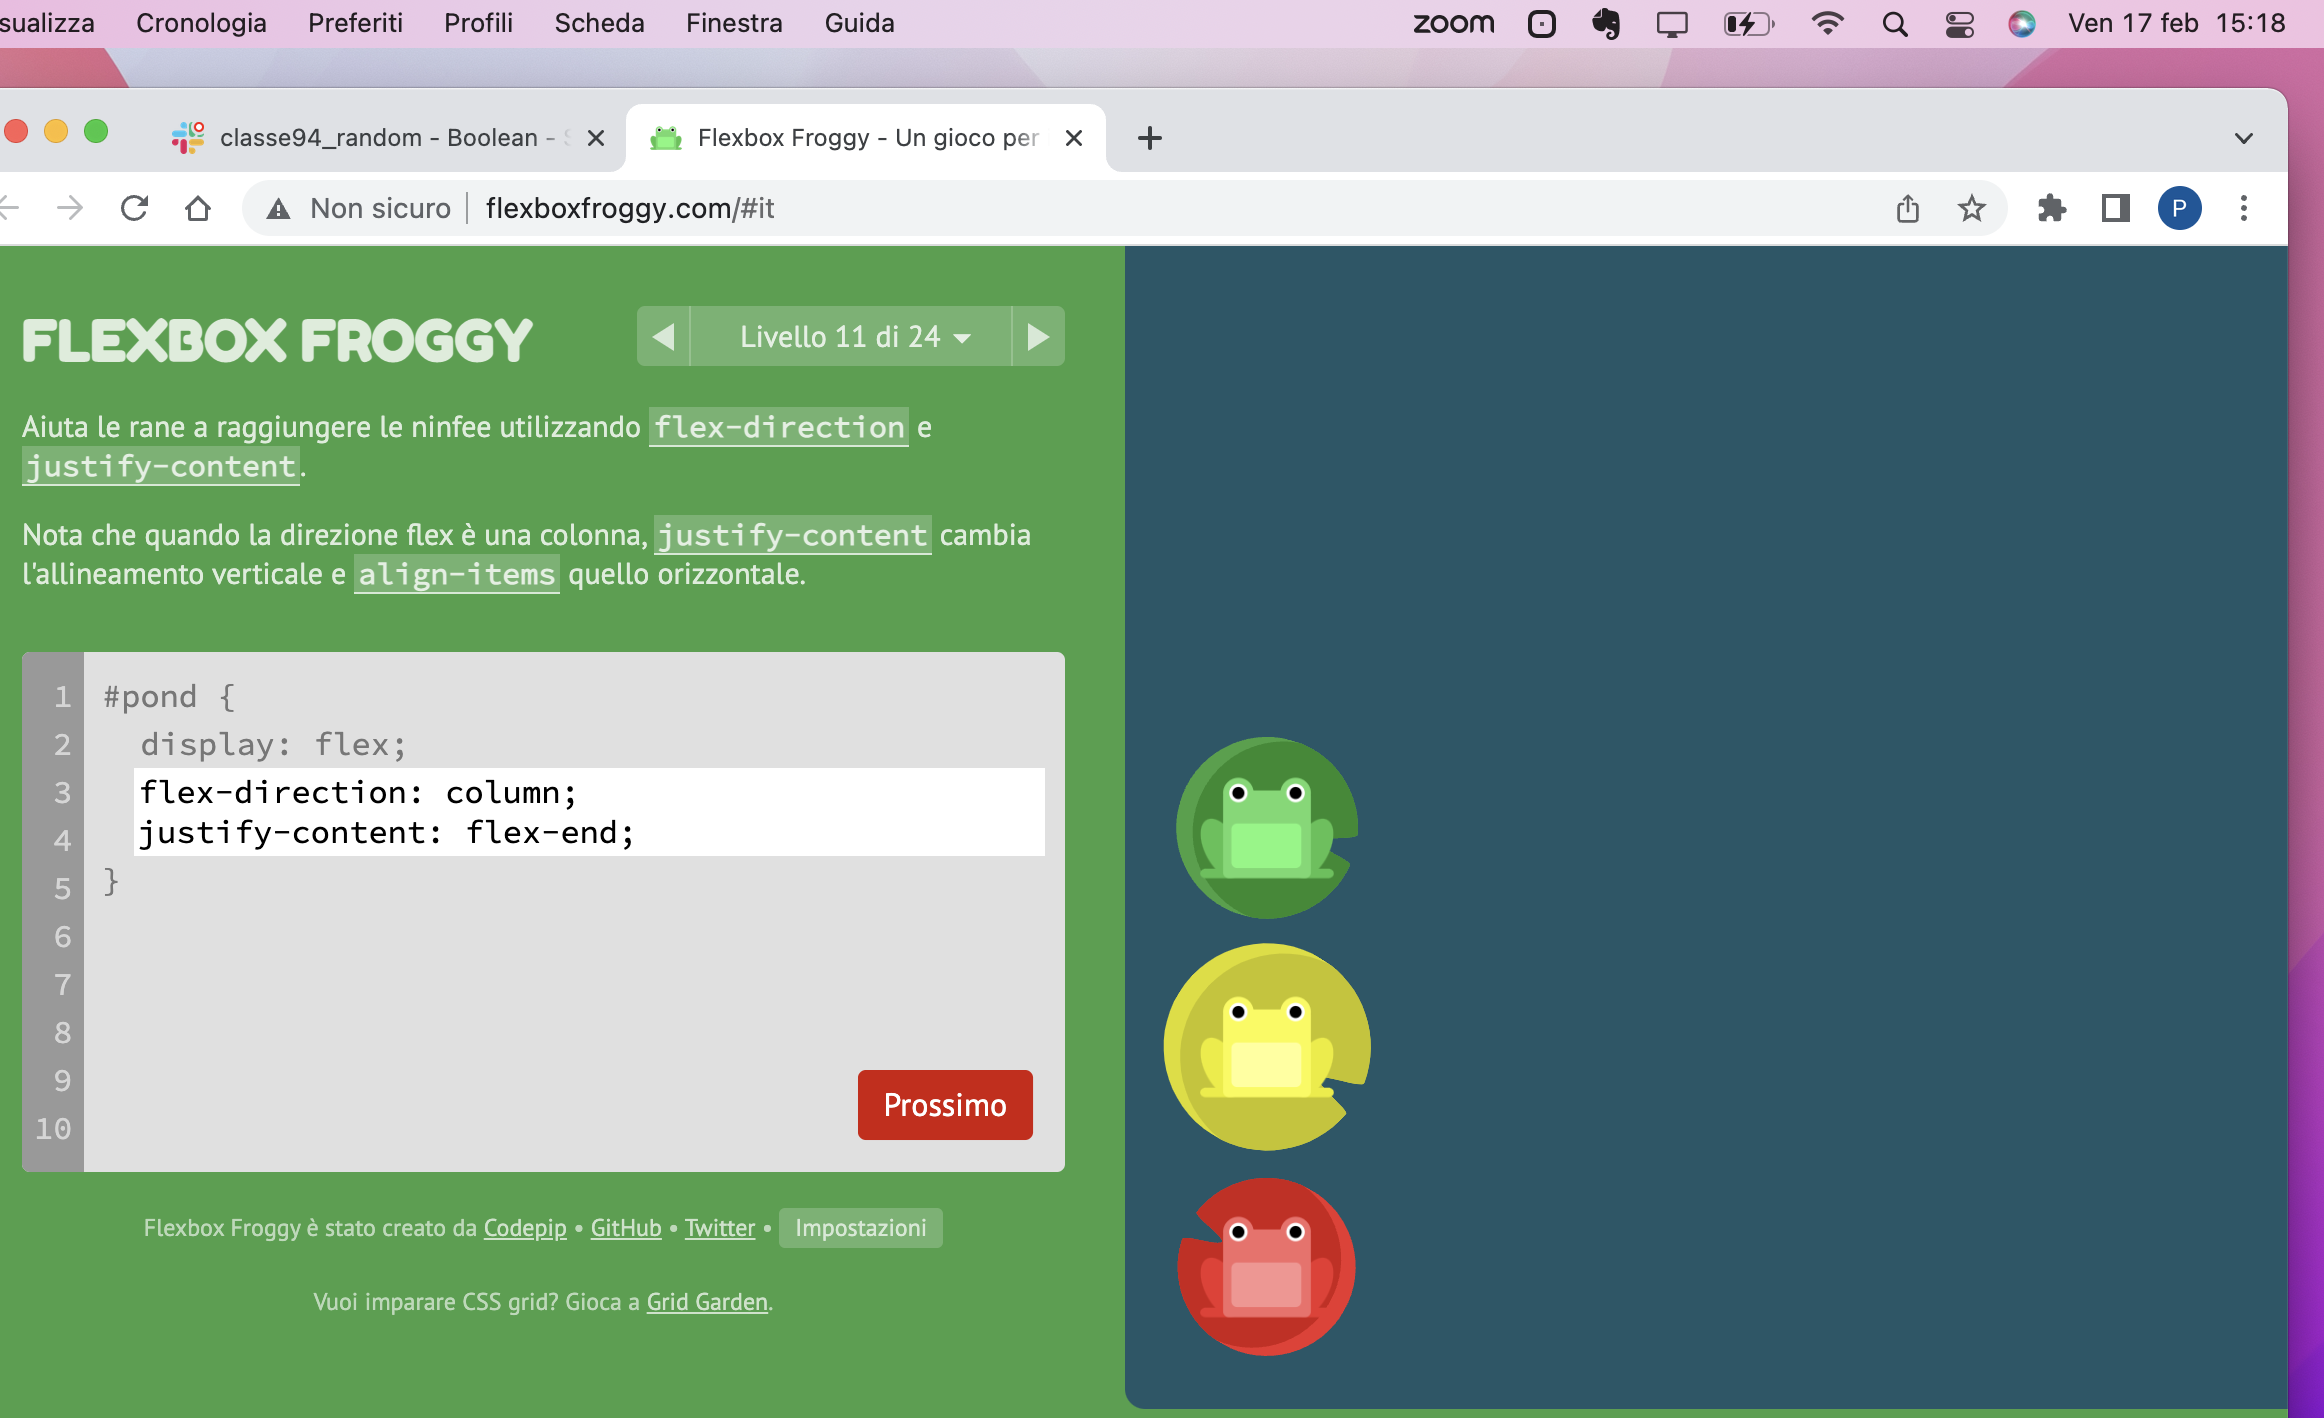 sualizza Cronologia Preferiti Profili Scheda Finestra Guida zoom Ven 17 feb 15:18
classe94_random - Boolean - Flexbox Froggy - Un gioco per
Non sicuro flexboxfroggy.com/#it P
FLEXBOX FROGGY
Livello 11 di 24
Aiuta le rane a raggiungere le ninfee utilizzando flex-direction e
justify-content.
Nota che quando la direzione flex è una colonna, justify-content cambia
l'allineamento verticale e align-items quello orizzontale.
1 #pond {
2 display: flex;
3 flex-direction: column;
4 justify-content: flex-end;
5 }
6
7
8
9
10
Prossimo
Flexbox Froggy è stato creato da Codepip • GitHub • Twitter • Impostazioni
Vuoi imparare CSS grid? Gioca a Grid Garden.